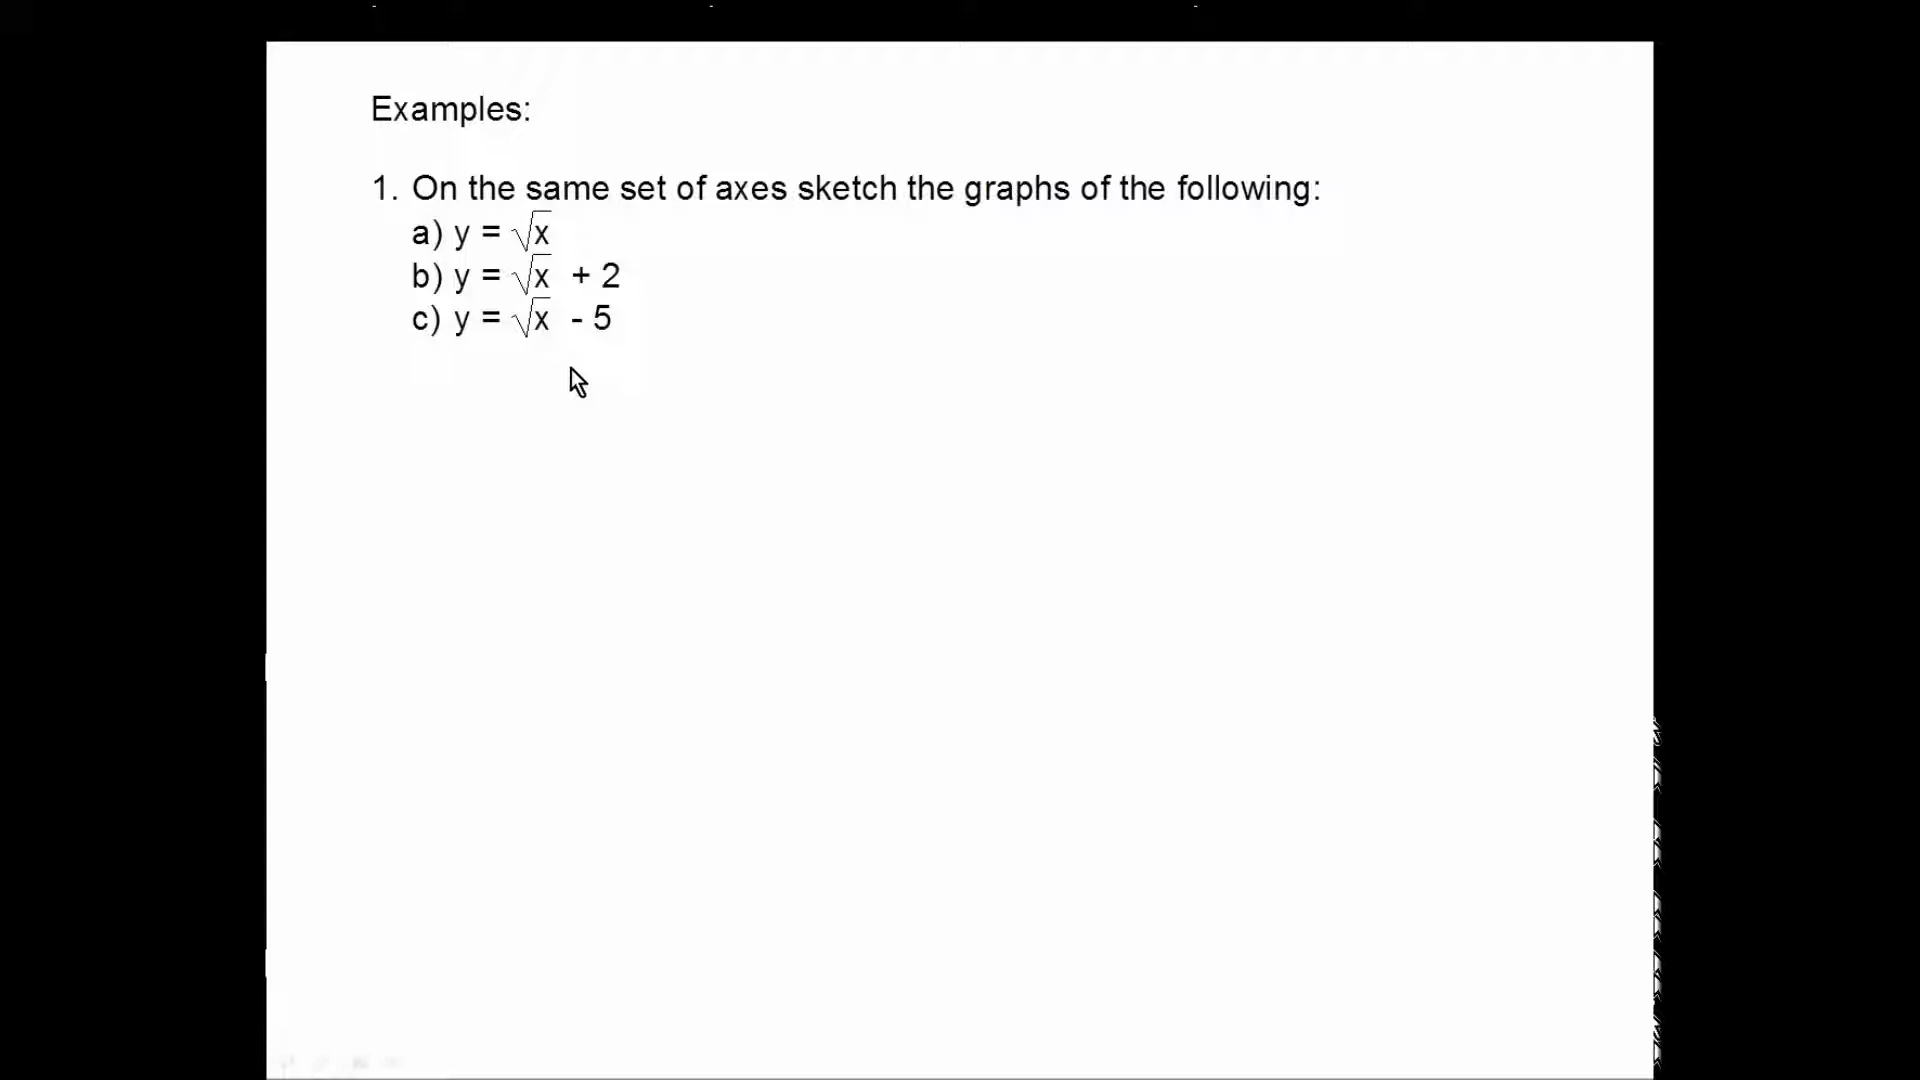 Examples:
1. On the same set of axes sketch the graphs of the following:
a) y = √x
b) y = √x + 2
c) y = √x - 5